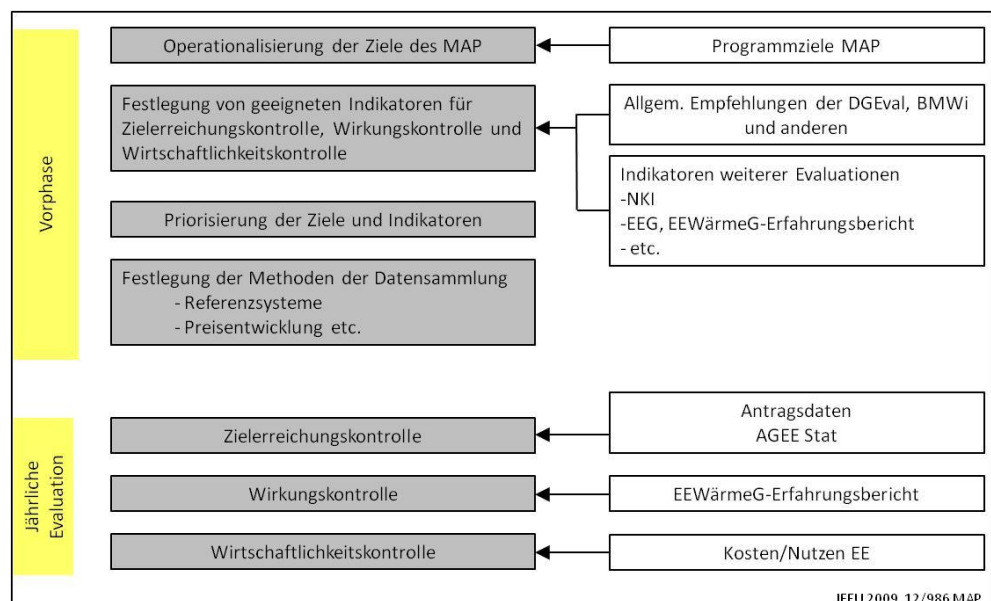 Vorphase
Operationalisierung der Ziele des MAP
Programmziele MAP
Festlegung von geeigneten Indikatoren für
Zielerreichungskontrolle, Wirkungskontrolle und
Wirtschaftlichkeitskontrolle
Allgem. Empfehlungen der DGEval, BMWi
und anderen
Indikatoren weiterer Evaluationen
-NKI
-EEG, EEWärmeG-Erfahrungsbericht
- etc.
Priorisierung der Ziele und Indikatoren
Festlegung der Methoden der Datensammlung
- Referenzsysteme
- Preisentwicklung etc.
Jährliche
Evaluation
Zielerreichungskontrolle
Antragsdaten
AGEE Stat
Wirkungskontrolle
EEWärmeG-Erfahrungsbericht
Wirtschaftlichkeitskontrolle
Kosten/Nutzen EE
IFEU 2009 12/986 MAP